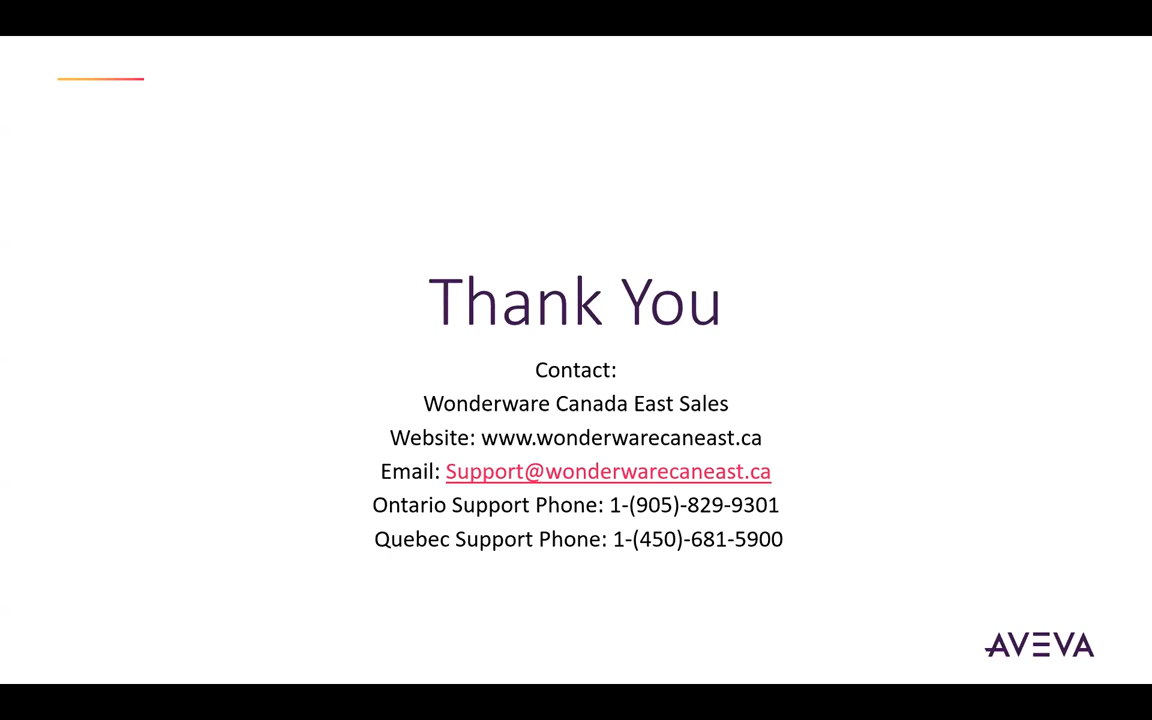 Thank You
Contact:
Wonderware Canada East Sales
Website: www.wonderwarecaneast.ca
Email: Support@wonderwarecaneast.ca
Ontario Support Phone: 1-(905)-829-9301
Quebec Support Phone: 1-(450)-681-5900
AVEVA